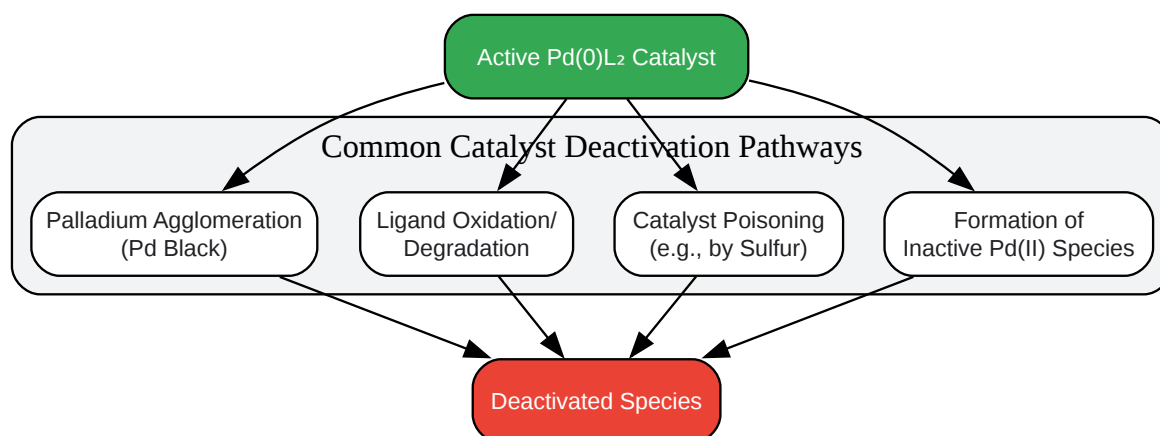 Active Pd(0)L₂ Catalyst
Common Catalyst Deactivation Pathways
Palladium Agglomeration
(Pd Black)
Ligand Oxidation/
Degradation
Catalyst Poisoning
(e.g., by Sulfur)
Formation of
Inactive Pd(II) Species
Deactivated Species